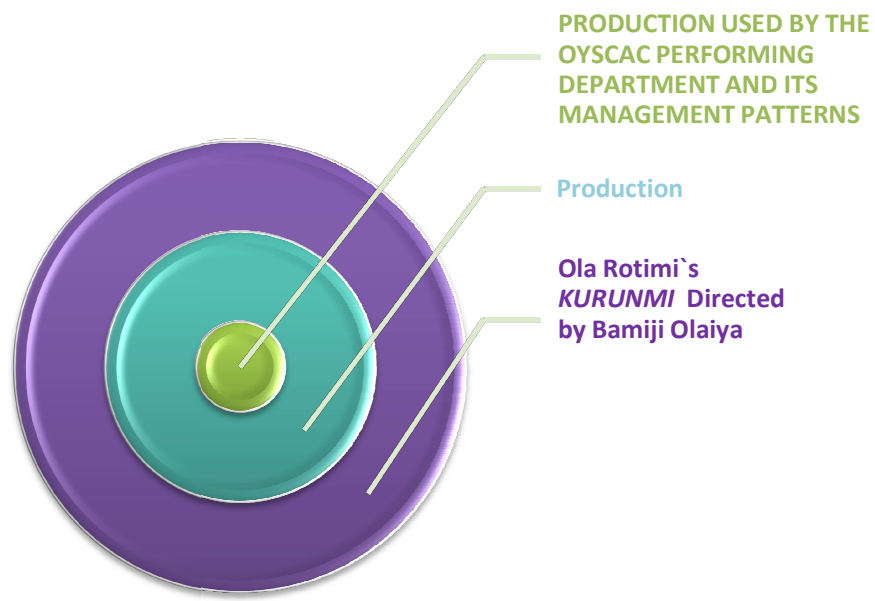 PRODUCTION USED BY THE
OYSCAC PERFORMING
DEPARTMENT AND ITS
MANAGEMENT PATTERNS
Production
Ola Rotimi`s
KURUNMI Directed
by Bamiji Olaiya